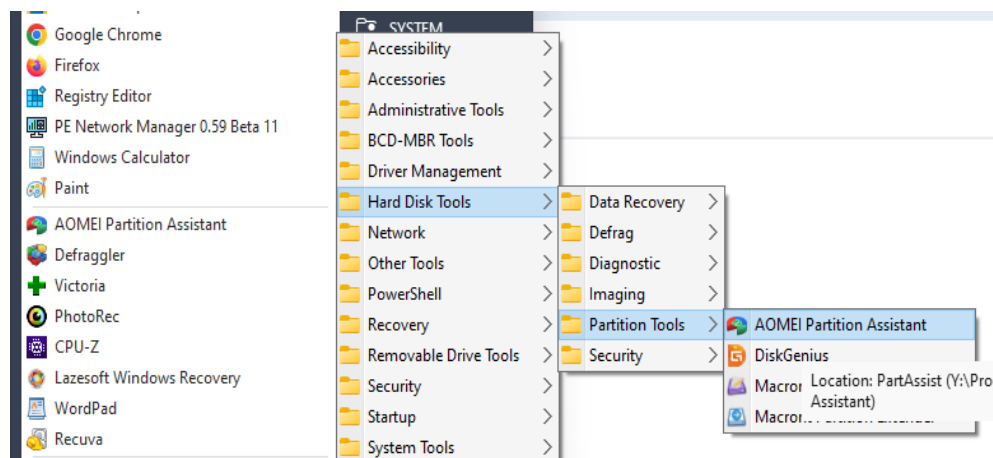 Google Chrome
Firefox
Registry Editor
PE Network Manager 0.59 Beta 11
Windows Calculator
Paint
AOMEI Partition Assistant
Defraggler
Victoria
PhotoRec
CPU-Z
Lazesoft Windows Recovery
WordPad
Recuva
SYSTEM
Accessibility
Accessories
Administrative Tools
BCD-MBR Tools
Driver Management
Hard Disk Tools
Network
Other Tools
PowerShell
Recovery
Removable Drive Tools
Security
Startup
System Tools
Data Recovery
Defrag
Diagnostic
Imaging
Partition Tools
Security
AOMEI Partition Assistant
DiskGenius
Macror
Macror
Location: PartAssist (Y:\Pro
Assistant)